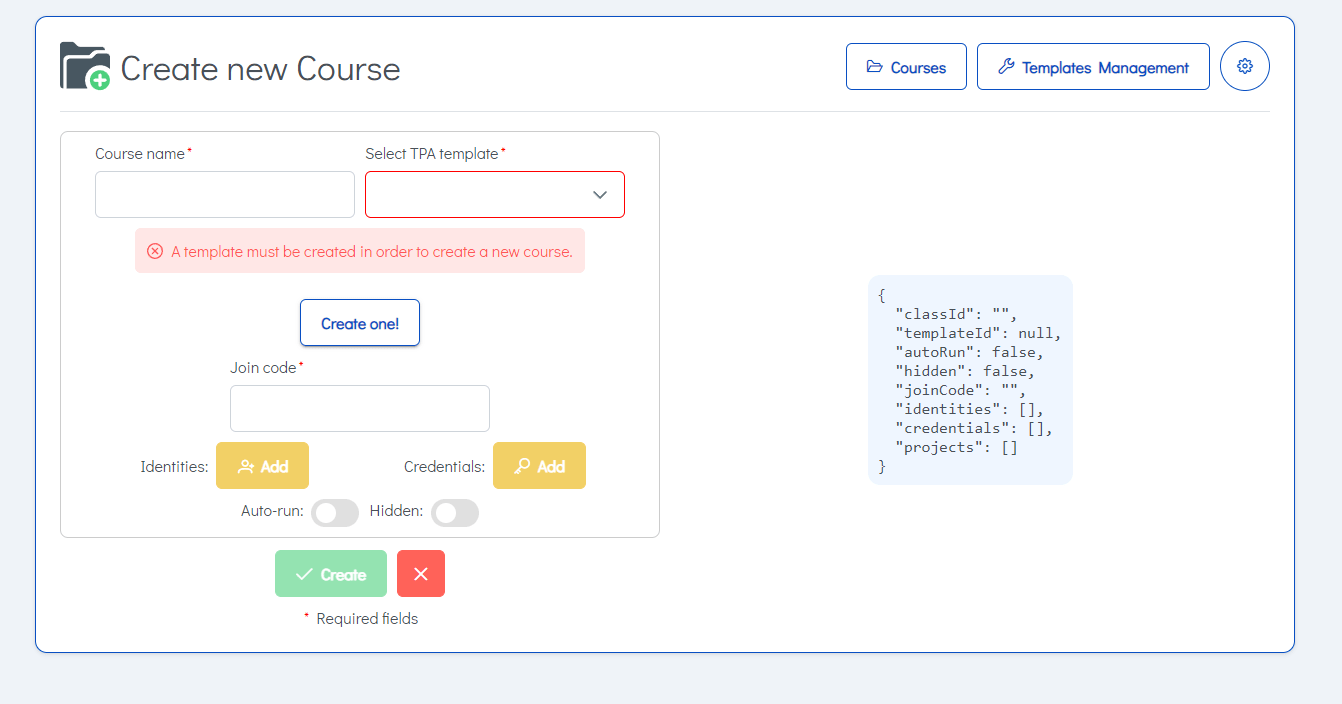 Create new Course
Courses
Templates Management
Course name*
Select TPA template*
A template must be created in order to create a new course.
Create one!
Join code*
Identities:
Add
Credentials:
Add
Auto-run:
Hidden:
Create
* Required fields
{
"classId": "",
"templateId": null,
"autoRun": false,
"hidden": false,
"joinCode": "",
"identities": [],
"credentials": [],
"projects": []
}